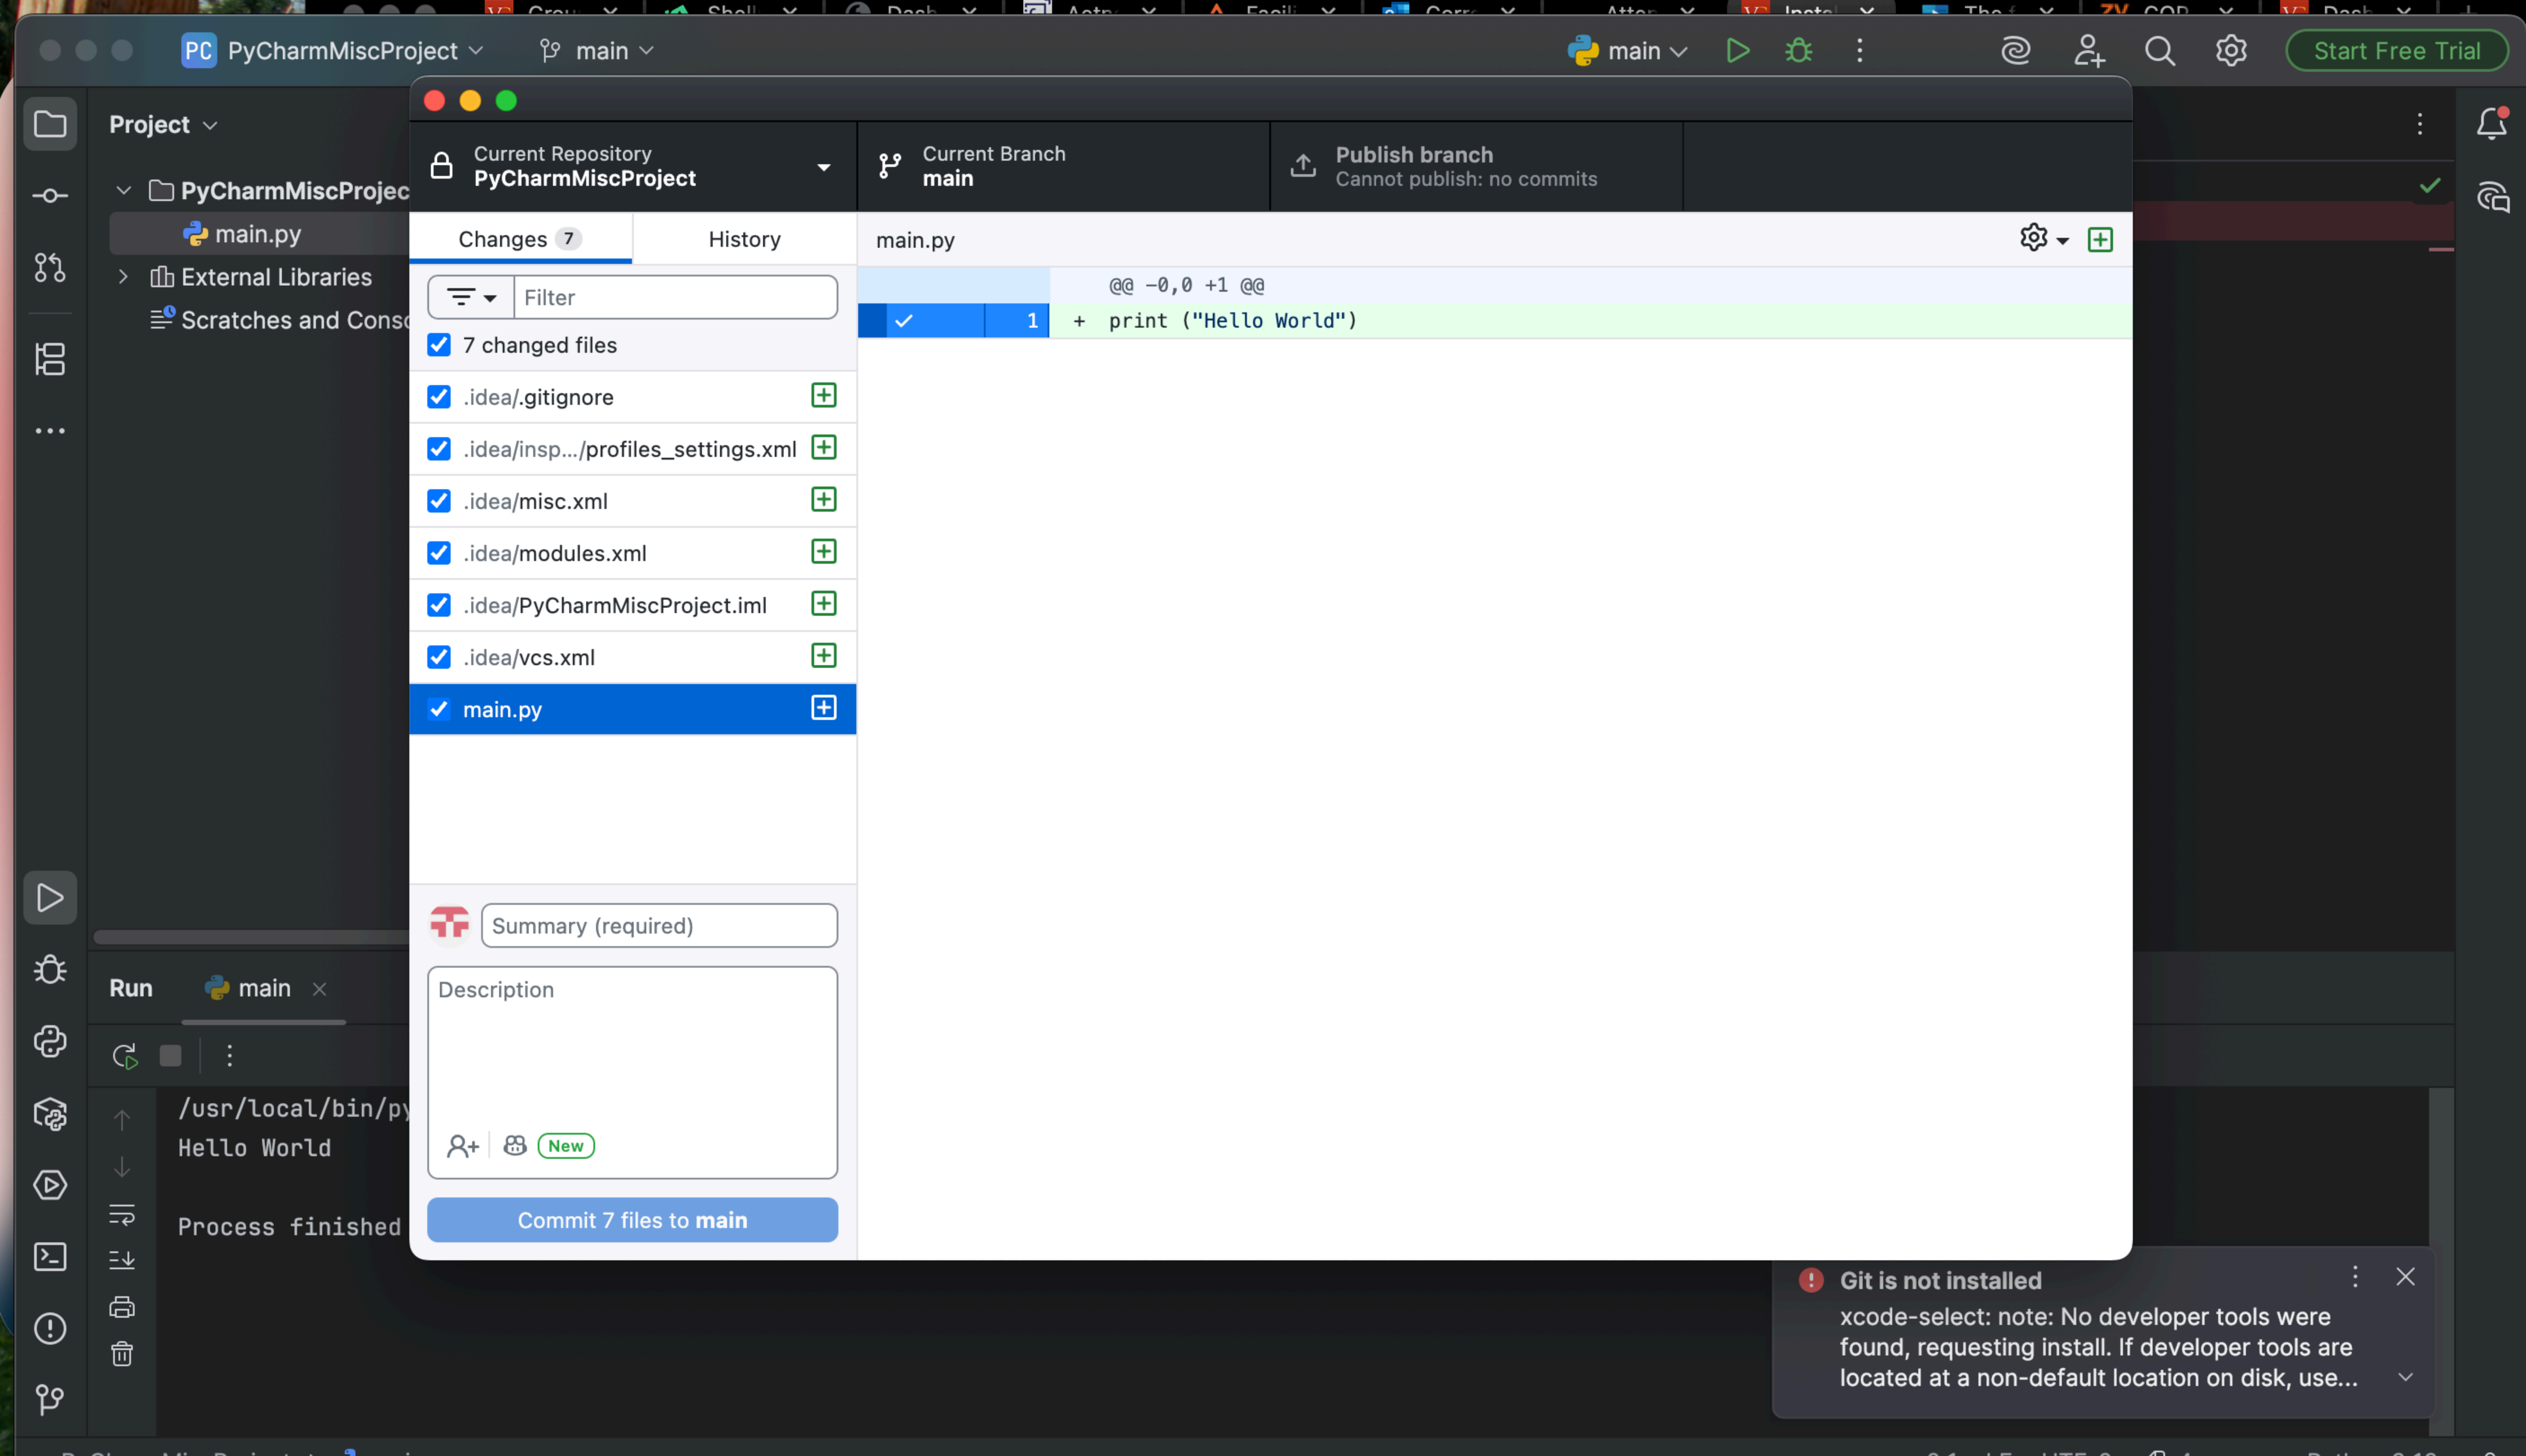 PC PyCharmMiscProject
main
main
Start Free Trial
Project
PyCharmMiscProjec
main.py
External Libraries
Scratches and Conso
Current Repository
PyCharmMiscProject
Current Branch
main
Publish branch
Cannot publish: no commits
Changes 7
History
main.py
Filter
7 changed files
@@ -0,0 +1 @@
1 + print ("Hello World")
.idea/.gitignore
.idea/insp.../profiles_settings.xml
.idea/misc.xml
.idea/modules.xml
.idea/PyCharmMiscProject.iml
.idea/vcs.xml
main.py
Summary (required)
Description
New
Commit 7 files to main
Run
main
/usr/local/bin/py
Hello World
Process finished
Git is not installed
xcode-select: note: No developer tools were
found, requesting install. If developer tools are
located at a non-default location on disk, use...